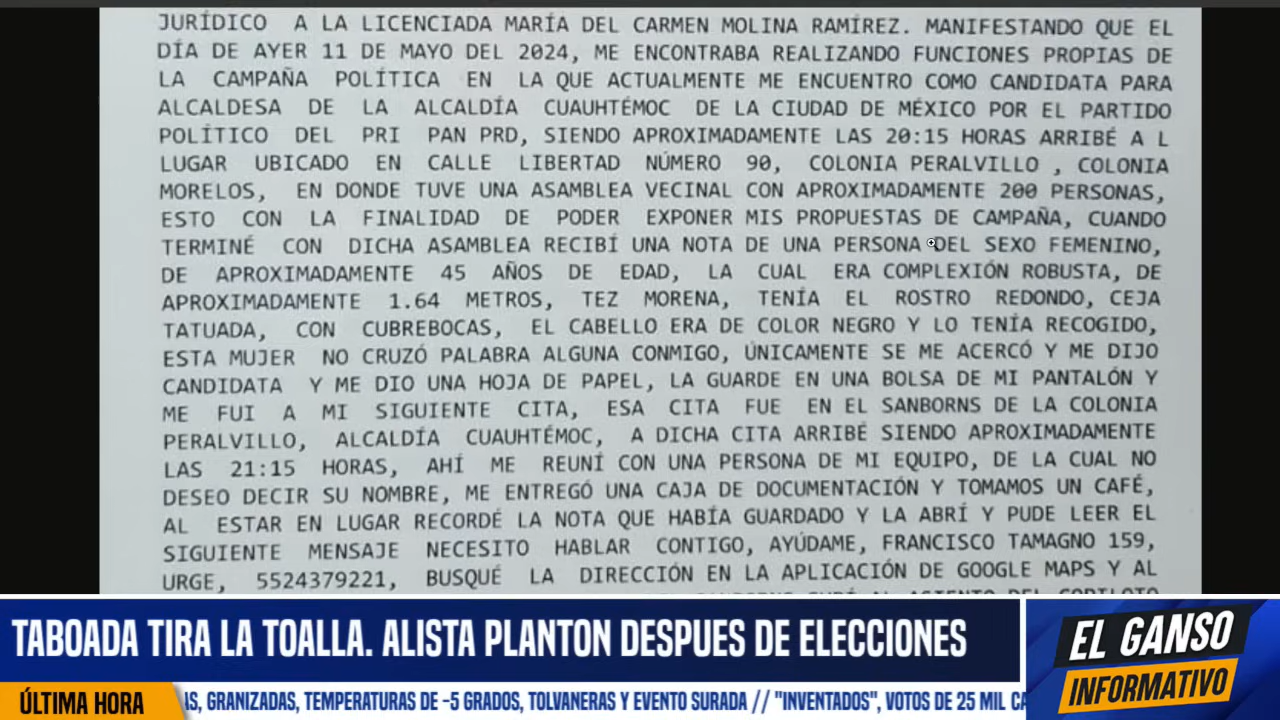 JURÍDICO A LA LICENCIADA MARÍA DEL CARMEN MOLINA RAMÍREZ. MANIFESTANDO QUE EL
DÍA DE AYER 11 DE MAYO DEL 2024, ME ENCONTRABA REALIZANDO FUNCIONES PROPIAS DE
LA CAMPAÑA POLÍTICA EN LA QUE ACTUALMENTE ME ENCUENTRO COMO CANDIDATA PARA
ALCALDESA DE LA ALCALDÍA CUAUHTÉMOC DE LA CIUDAD DE MÉXICO POR EL PARTIDO
POLÍTICO DEL PRI PAN PRD, SIENDO APROXIMADAMENTE LAS 20:15 HORAS ARRIBÉ A L
LUGAR UBICADO EN CALLE LIBERTAD NÚMERO 90, COLONIA PERALVILLO , COLONIA
MORELOS, EN DONDE TUVE UNA ASAMBLEA VECINAL CON APROXIMADAMENTE 200 PERSONAS,
ESTO CON LA FINALIDAD DE PODER EXPONER MIS PROPUESTAS DE CAMPAÑA, CUANDO
TERMINÉ CON DICHA ASAMBLEA RECIBÍ UNA NOTA DE UNA PERSONA DEL SEXO FEMENINO,
DE APROXIMADAMENTE 45 AÑOS DE EDAD, LA CUAL ERA COMPLEXIÓN ROBUSTA, DE
APROXIMADAMENTE 1.64 METROS, TEZ MORENA, TENÍA EL ROSTRO REDONDO, CEJA
TATUADA, CON CUBREBOCAS, EL CABELLO ERA DE COLOR NEGRO Y LO TENÍA RECOGIDO,
ESTA MUJER NO CRUZÓ PALABRA ALGUNA CONMIGO, ÚNICAMENTE SE ME ACERCÓ Y ME DIJO
CANDIDATA Y ME DIO UNA HOJA DE PAPEL, LA GUARDE EN UNA BOLSA DE MI PANTALÓN Y
ME FUI A MI SIGUIENTE CITA, ESA CITA FUE EN EL SANBORNS DE LA COLONIA
PERALVILLO, ALCALDÍA CUAUHTÉMOC, A DICHA CITA ARRIBÉ SIENDO APROXIMADAMENTE
LAS 21:15 HORAS, AHÍ ME REUNÍ CON UNA PERSONA DE MI EQUIPO, DE LA CUAL NO
DESEO DECIR SU NOMBRE, ME ENTREGÓ UNA CAJA DE DOCUMENTACIÓN Y TOMAMOS UN CAFÉ,
AL ESTAR EN LUGAR RECORDÉ LA NOTA QUE HABÍA GUARDADO Y LA ABRÍ Y PUDE LEER EL
SIGUIENTE MENSAJE NECESITO HABLAR CONTIGO, AYÚDAME, FRANCISCO TAMAGNO 159,
URGE, 5524379221, BUSQUÉ LA DIRECCIÓN EN LA APLICACIÓN DE GOOGLE MAPS Y AL
TABOADA TIRA LA TOALLA. ALISTA PLANTON DESPUES DE ELECCIONES
EL GANSO
INFORMATIVO
ÚLTIMA HORA
AS, GRANIZADAS, TEMPERATURAS DE -5 GRADOS, TOLVANERAS Y EVENTO SURADA // "INVENTADOS", VOTOS DE 25 MIL CA